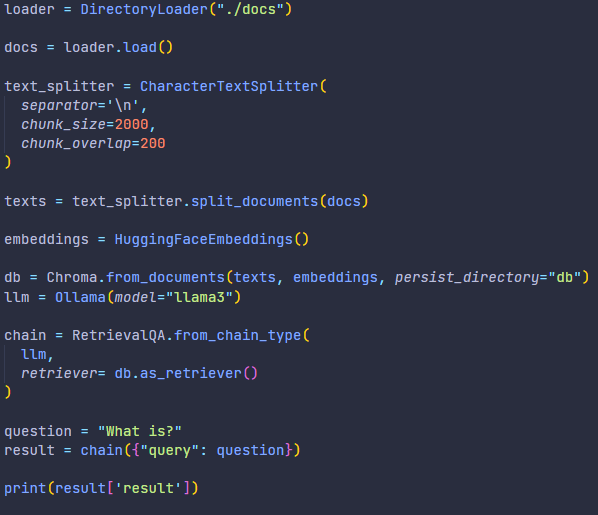 loader = DirectoryLoader("./docs")
docs = loader.load()
text_splitter = CharacterTextSplitter(
  separator='\n',
  chunk_size=2000,
  chunk_overlap=200
)
texts = text_splitter.split_documents(docs)
embeddings = HuggingFaceEmbeddings()
db = Chroma.from_documents(texts, embeddings, persist_directory="db")
llm = Ollama(model="llama3")
chain = RetrievalQA.from_chain_type(
  llm,
  retriever= db.as_retriever()
)
question = "What is?"
result = chain({"query": question})
print(result['result'])